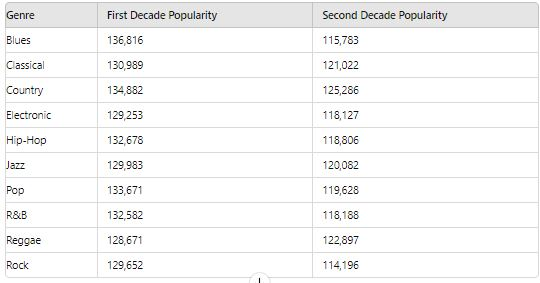 Genre First Decade Popularity Second Decade Popularity
Blues 136,816 115,783
Classical 130,989 121,022
Country 134,882 125,286
Electronic 129,253 118,127
Hip-Hop 132,678 118,806
Jazz 129,983 120,082
Pop 133,671 119,628
R&B 132,582 118,188
Reggae 128,671 122,897
Rock 129,652 114,196